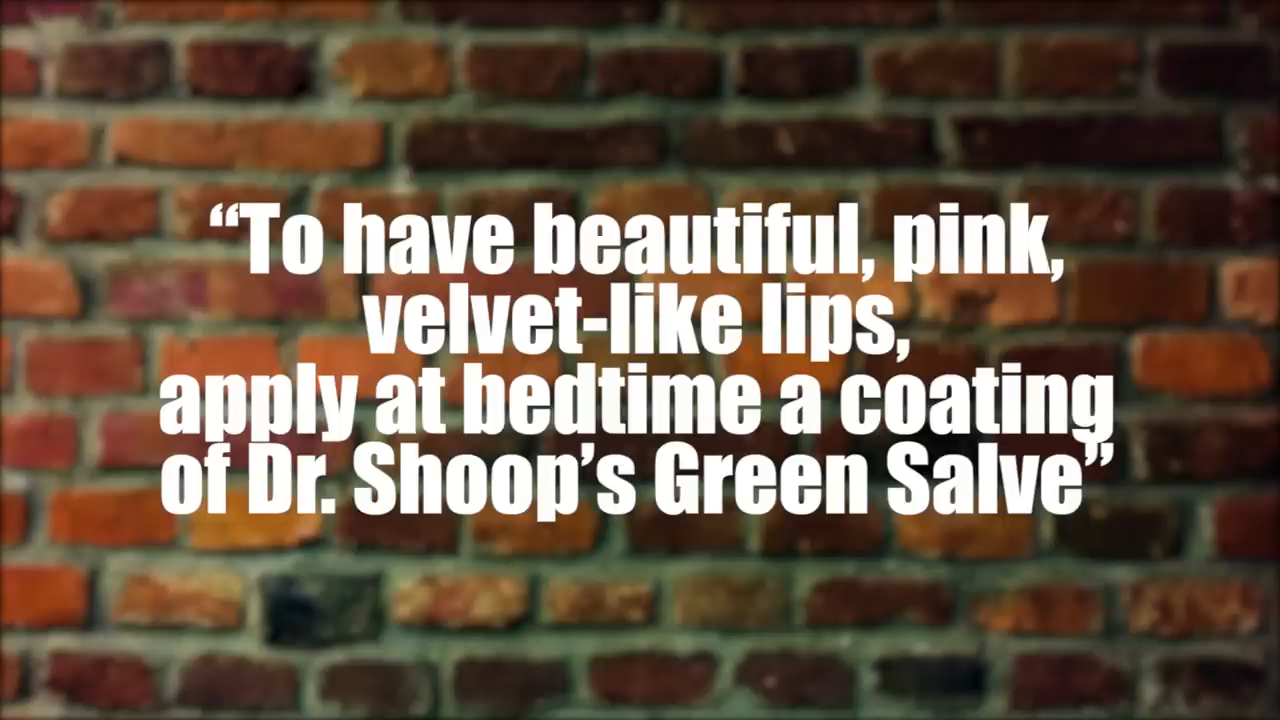 “To have beautiful, pink,
velvet-like lips,
apply at bedtime a coating
of Dr. Shoop’s Green Salve”